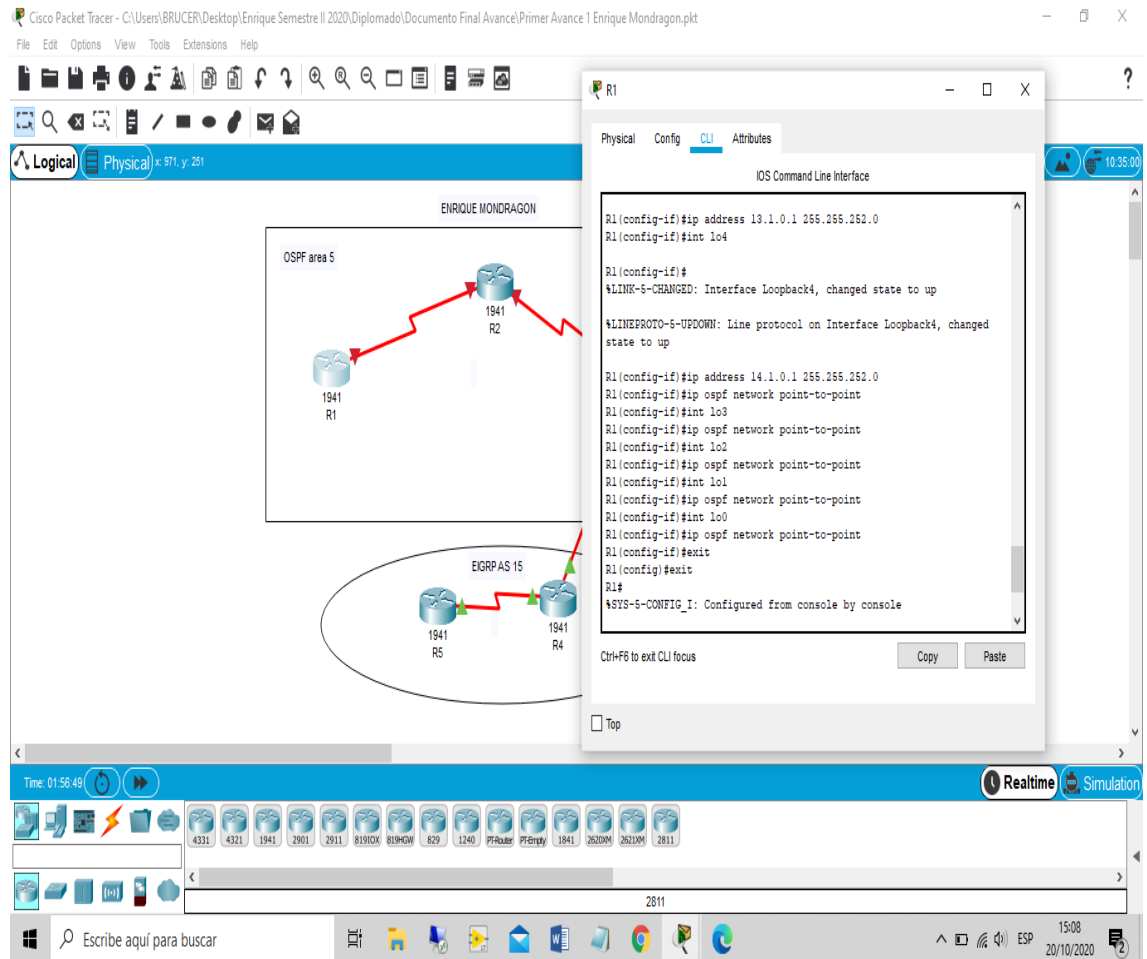 Cisco Packet Tracer - C:\Users\BRUCER\Desktop\Enrique Semestre II 2020\Diplomado\Documento Final Avance\Primer Avance 1 Enrique Mondragon.pkt
File Edit Options View Tools Extensions Help
Logical Physical x: 971, y: 251
10:35:00
ENRIQUE MONDRAGON
OSPF area 5
1941
R2
1941
R1
EIGRP AS 15
1941
R5
1941
R4
R1
Physical Config CLI Attributes
IOS Command Line Interface
R1(config-if)#ip address 13.1.0.1 255.255.252.0
R1(config-if)#int lo4
R1(config-if)#
%LINK-5-CHANGED: Interface Loopback4, changed state to up
%LINEPROTO-5-UPDOWN: Line protocol on Interface Loopback4, changed
state to up
R1(config-if)#ip address 14.1.0.1 255.255.252.0
R1(config-if)#ip ospf network point-to-point
R1(config-if)#int lo3
R1(config-if)#ip ospf network point-to-point
R1(config-if)#int lo2
R1(config-if)#ip ospf network point-to-point
R1(config-if)#int lo1
R1(config-if)#ip ospf network point-to-point
R1(config-if)#int lo0
R1(config-if)#ip ospf network point-to-point
R1(config-if)#exit
R1(config)#exit
R1#
%SYS-5-CONFIG_I: Configured from console by console
Ctrl+F6 to exit CLI focus
Copy Paste
Top
Time: 01:56:49
Realtime Simulation
4331 4321 1941 2901 2911 819IOX 819HGW 829 1240 PT-Router PT-Empty 1841 2620XM 2621XM 2811
2811
Escribe aquí para buscar
ESP
15:08
20/10/2020
2